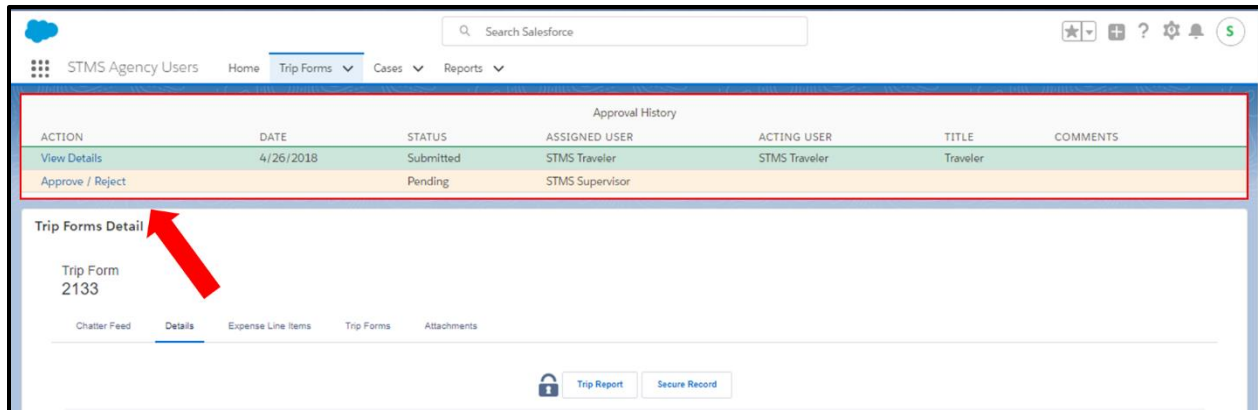 Search Salesforce
S
STMS Agency Users Home Trip Forms Cases Reports
Approval History
ACTION DATE STATUS ASSIGNED USER ACTING USER TITLE COMMENTS
View Details 4/26/2018 Submitted STMS Traveler STMS Traveler Traveler
Approve / Reject Pending STMS Supervisor
Trip Forms Detail
Trip Form
2133
Chatter Feed Details Expense Line Items Trip Forms Attachments
Trip Report Secure Record